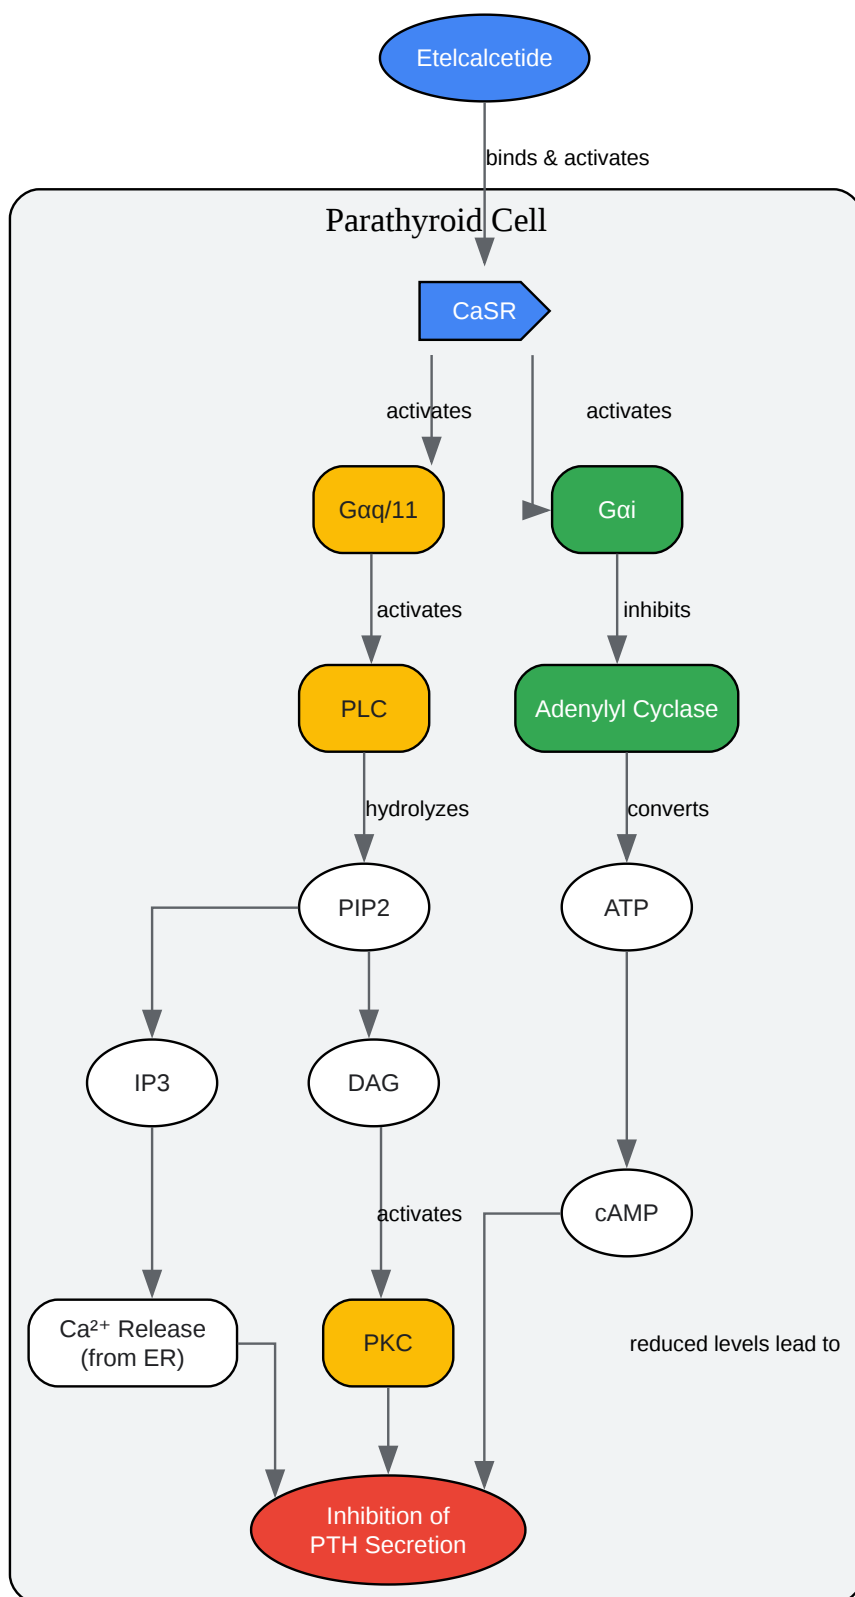 Etelcalcetide
binds & activates
Parathyroid Cell
CaSR
activates
activates
Gαq/11
Gαi
activates
inhibits
PLC
Adenylyl Cyclase
hydrolyzes
converts
PIP2
ATP
IP3
DAG
activates
cAMP
Ca²⁺ Release
(from ER)
PKC
reduced levels lead to
Inhibition of
PTH Secretion